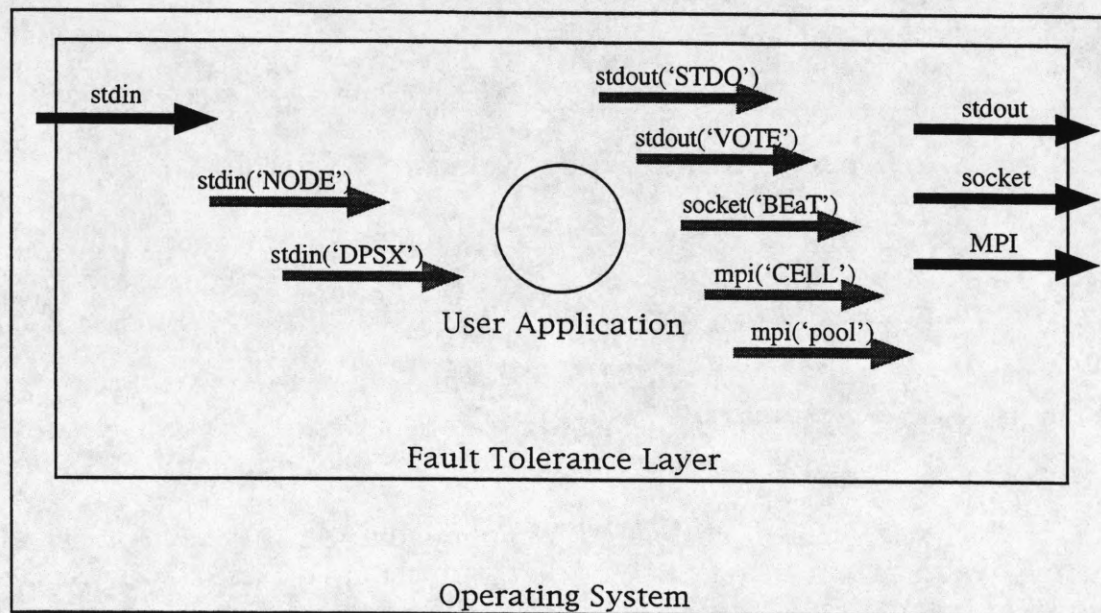 stdin
stdin(‘NODE’)
stdin(‘DPSX’)
User Application
stdout(‘STDO’)
stdout(‘VOTE’)
socket(‘BEaT’)
mpi(‘CELL’)
mpi(‘pool’)
stdout
socket
MPI
Fault Tolerance Layer
Operating System